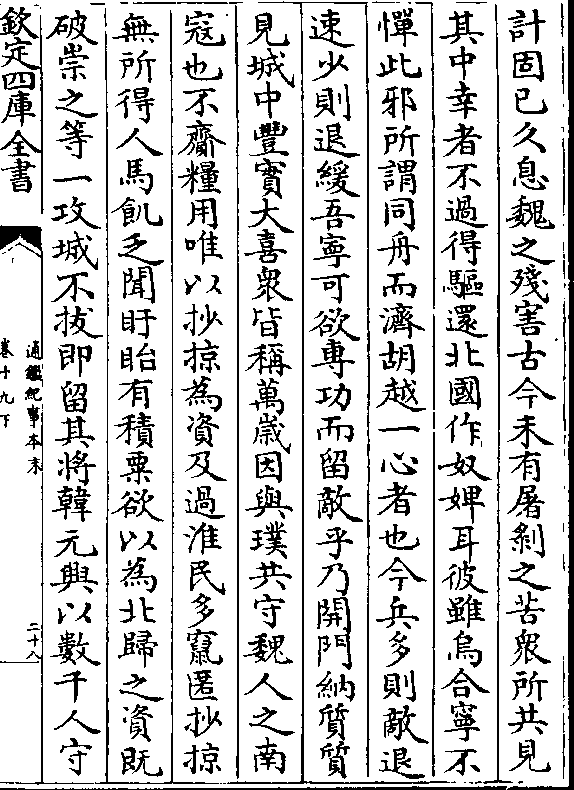 計固已久息魏之殘害古今未有屠剝之苦衆所共見
其中幸者不過得驅還北國作奴婢耳彼雖烏合寧不
憚此邪所謂同舟而濟胡越一心者也今兵多則敵退
速少則退緩吾寧可欲専功而留敵乎乃開門納質質
見城中豐實大喜衆皆稱萬歳因與璞共守魏人之南
寇也不齎糧用唯以抄掠為資及過淮民多竄匿抄掠
無所得人馬飢乏聞盱眙有積粟欲以為北歸之資既
破崇之等一攻城不拔即留其将韓元興以數千人守
欽定四庫全書
通鑑紀事本末
卷十九下
二十八